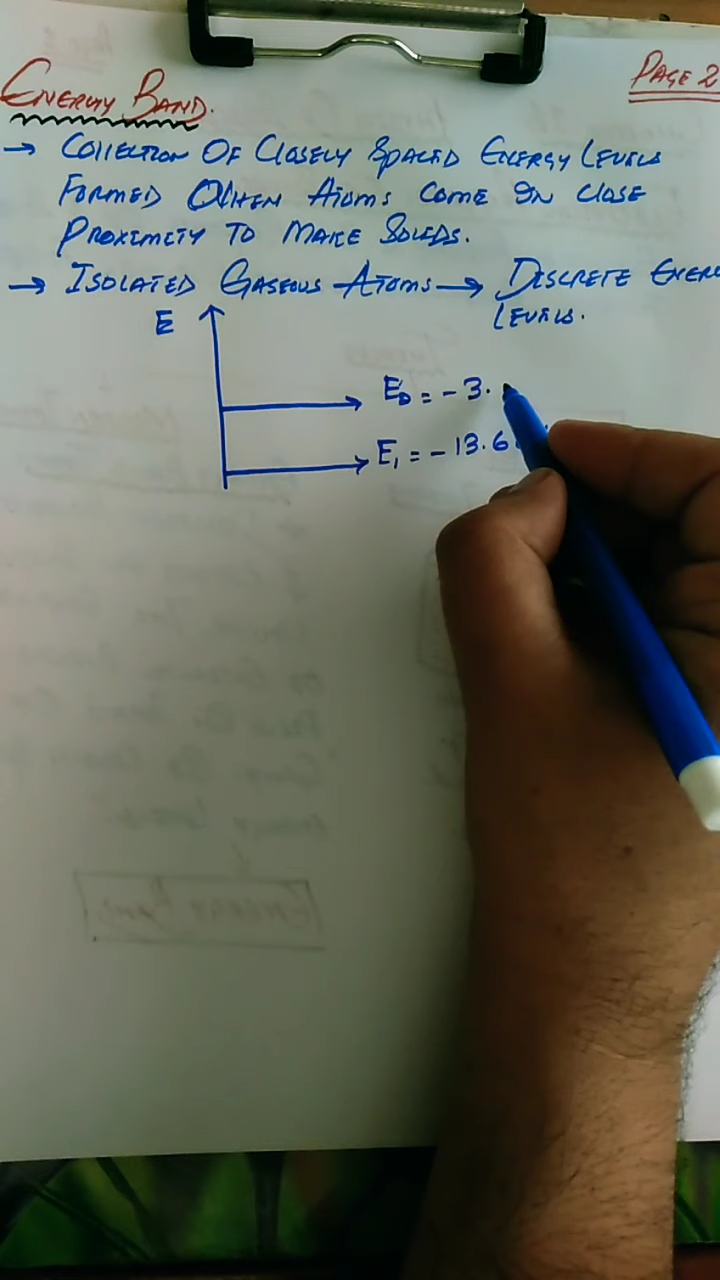 PAGE 2
ENERGY BAND.
→ COLLECTION OF CLOSELY SPACED ENERGY LEVELS
FORMED WHEN ATOMS COME IN CLOSE
PROXIMITY TO MAKE SOLIDS.
→ ISOLATED GASEOUS ATOMS → DISCRETE ENER
LEVELS.
E
= -3.
E₁ = -13.6